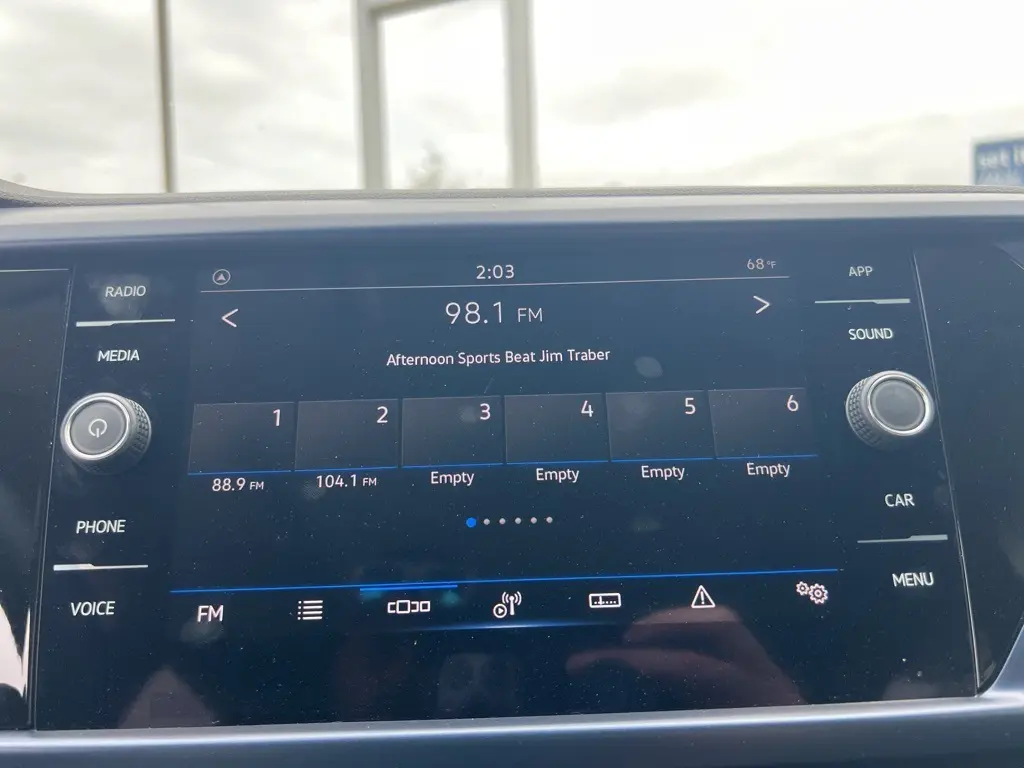 set i
RADIO
MEDIA
PHONE
VOICE
2:03
68°F
< 98.1 FM >
Afternoon Sports Beat Jim Traber
1 2 3 4 5 6
88.9 FM 104.1 FM Empty Empty Empty Empty
FM
APP
SOUND
CAR
MENU